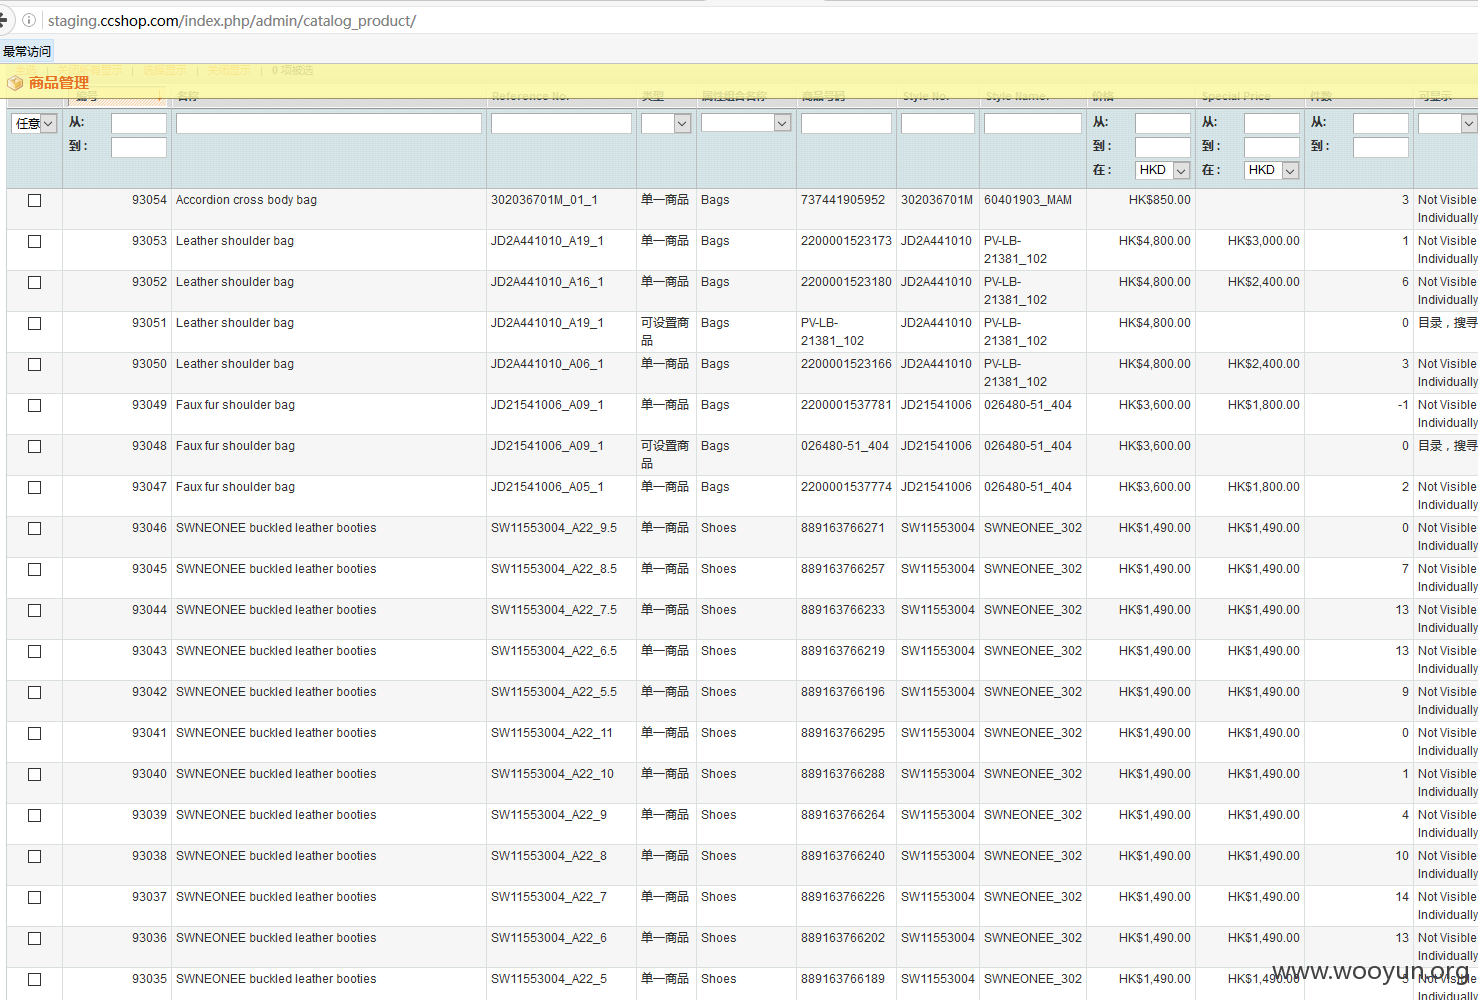 staging.ccshop.com/index.php/admin/catalog_product/
最常访问
商品管理
0 项被选
编号 名称 Reference No. 类型 属性组合名称 商品号码 Style No. Style Name. 价格 Special Price 件数 可显示
任意 从: 从: 从: 从:
到: 到: 到: 到:
在: HKD 在: HKD
93054 Accordion cross body bag 302036701M_01_1 单一商品 Bags 737441905952 302036701M 60401903_MAM HK$850.00 3 Not Visible
Individually
93053 Leather shoulder bag JD2A441010_A19_1 单一商品 Bags 2200001523173 JD2A441010 PV-LB- HK$4,800.00 HK$3,000.00 1 Not Visible
21381_102 Individually
93052 Leather shoulder bag JD2A441010_A16_1 单一商品 Bags 2200001523180 JD2A441010 PV-LB- HK$4,800.00 HK$2,400.00 6 Not Visible
21381_102 Individually
93051 Leather shoulder bag JD2A441010_A19_1 可设置商 Bags PV-LB- JD2A441010 PV-LB- HK$4,800.00 0 目录，搜寻
品 21381_102 21381_102
93050 Leather shoulder bag JD2A441010_A06_1 单一商品 Bags 2200001523166 JD2A441010 PV-LB- HK$4,800.00 HK$2,400.00 3 Not Visible
21381_102 Individually
93049 Faux fur shoulder bag JD21541006_A09_1 单一商品 Bags 2200001537781 JD21541006 026480-51_404 HK$3,600.00 HK$1,800.00 -1 Not Visible
Individually
93048 Faux fur shoulder bag JD21541006_A09_1 可设置商 Bags 026480-51_404 JD21541006 026480-51_404 HK$3,600.00 0 目录，搜寻
品
93047 Faux fur shoulder bag JD21541006_A05_1 单一商品 Bags 2200001537774 JD21541006 026480-51_404 HK$3,600.00 HK$1,800.00 2 Not Visible
Individually
93046 SWNEONEE buckled leather booties SW11553004_A22_9.5 单一商品 Shoes 889163766271 SW11553004 SWNEONEE_302 HK$1,490.00 HK$1,490.00 0 Not Visible
Individually
93045 SWNEONEE buckled leather booties SW11553004_A22_8.5 单一商品 Shoes 889163766257 SW11553004 SWNEONEE_302 HK$1,490.00 HK$1,490.00 7 Not Visible
Individually
93044 SWNEONEE buckled leather booties SW11553004_A22_7.5 单一商品 Shoes 889163766233 SW11553004 SWNEONEE_302 HK$1,490.00 HK$1,490.00 13 Not Visible
Individually
93043 SWNEONEE buckled leather booties SW11553004_A22_6.5 单一商品 Shoes 889163766219 SW11553004 SWNEONEE_302 HK$1,490.00 HK$1,490.00 13 Not Visible
Individually
93042 SWNEONEE buckled leather booties SW11553004_A22_5.5 单一商品 Shoes 889163766196 SW11553004 SWNEONEE_302 HK$1,490.00 HK$1,490.00 9 Not Visible
Individually
93041 SWNEONEE buckled leather booties SW11553004_A22_11 单一商品 Shoes 889163766295 SW11553004 SWNEONEE_302 HK$1,490.00 HK$1,490.00 0 Not Visible
Individually
93040 SWNEONEE buckled leather booties SW11553004_A22_10 单一商品 Shoes 889163766288 SW11553004 SWNEONEE_302 HK$1,490.00 HK$1,490.00 1 Not Visible
Individually
93039 SWNEONEE buckled leather booties SW11553004_A22_9 单一商品 Shoes 889163766264 SW11553004 SWNEONEE_302 HK$1,490.00 HK$1,490.00 4 Not Visible
Individually
93038 SWNEONEE buckled leather booties SW11553004_A22_8 单一商品 Shoes 889163766240 SW11553004 SWNEONEE_302 HK$1,490.00 HK$1,490.00 10 Not Visible
Individually
93037 SWNEONEE buckled leather booties SW11553004_A22_7 单一商品 Shoes 889163766226 SW11553004 SWNEONEE_302 HK$1,490.00 HK$1,490.00 14 Not Visible
Individually
93036 SWNEONEE buckled leather booties SW11553004_A22_6 单一商品 Shoes 889163766202 SW11553004 SWNEONEE_302 HK$1,490.00 HK$1,490.00 13 Not Visible
Individually
93035 SWNEONEE buckled leather booties SW11553004_A22_5 单一商品 Shoes 889163766189 SW11553004 SWNEONEE_302 HK$1,490.00 HK$1,490.00 Not Visible
Individually
www.wooyun.org